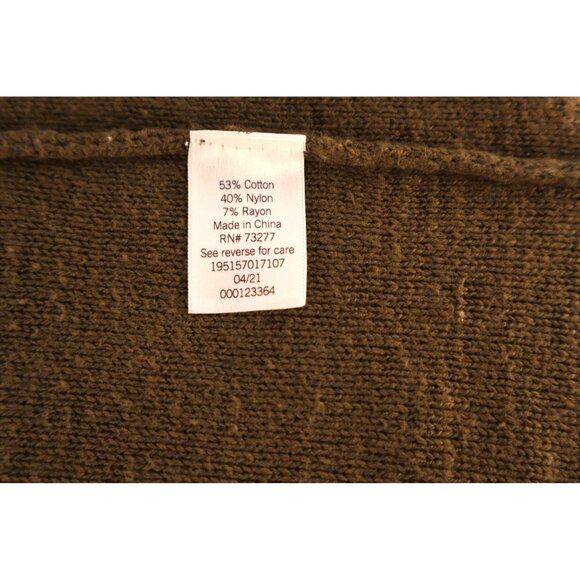 53% Cotton
40% Nylon
7% Rayon
Made in China
RN# 73277
See reverse for care
195157017107
04/21
000123364